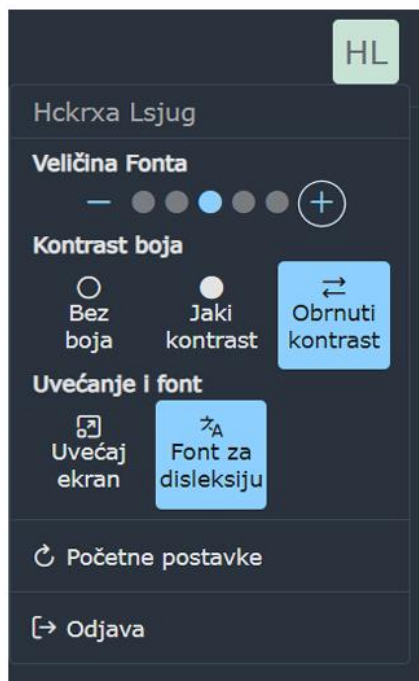 HL
Hckrxa Lsjug
Veličina Fonta
Kontrast boja
Bez
boja
Jaki
kontrast
Obrnuti
kontrast
Uvećanje i font
Uvećaj
ekran
Font za
disleksiju
Početne postavke
Odjava